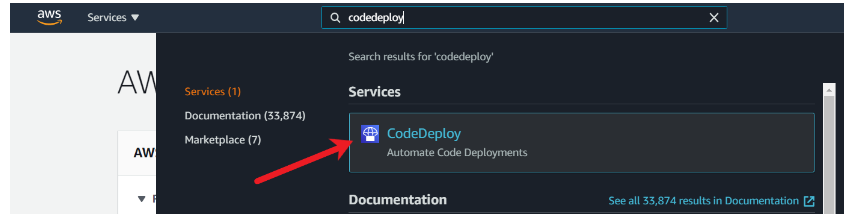 aws Services ▼ codedeploy X
Search results for 'codedeploy'
AW
Services (1)
Services
Documentation (33,874)
Marketplace (7)
CodeDeploy
Automate Code Deployments
AWS
Documentation
See all 33,874 results in Documentation